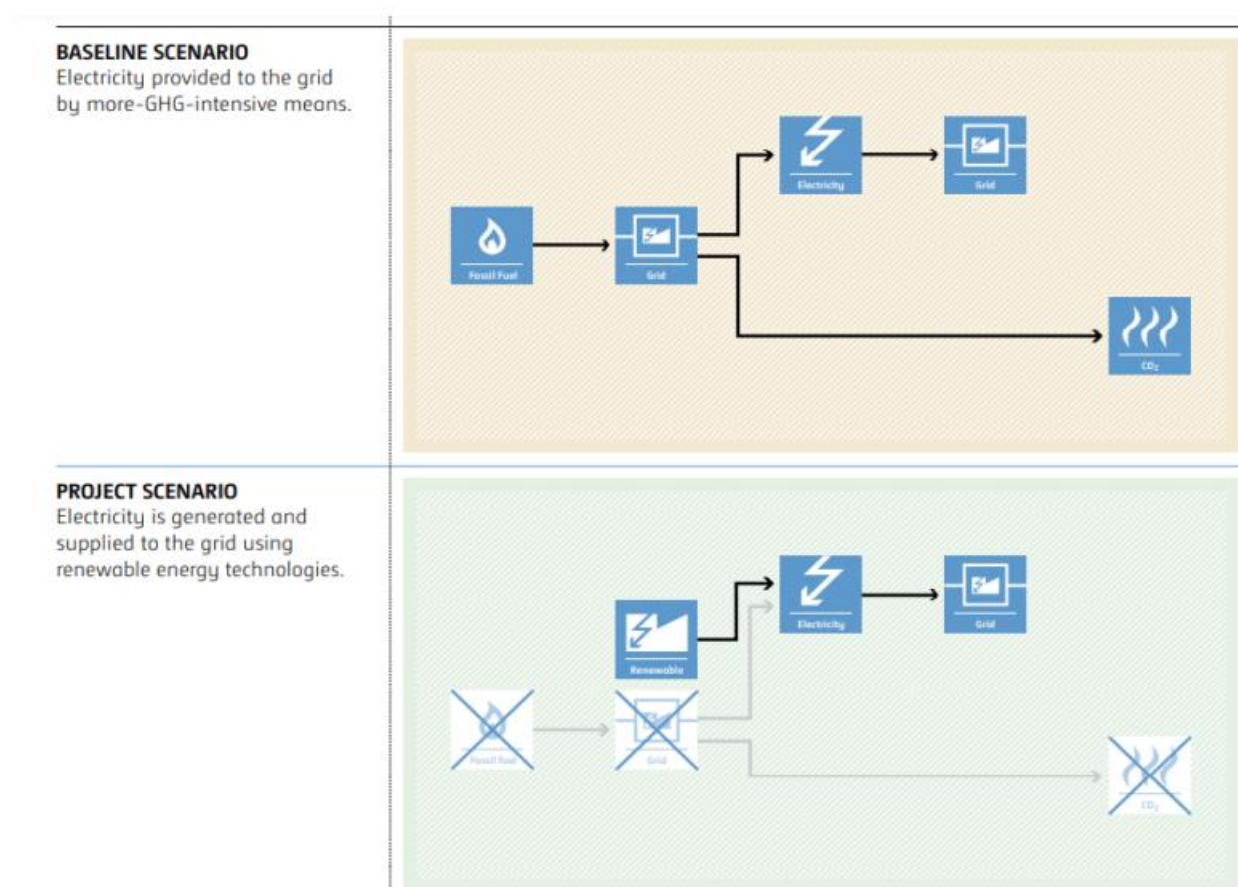 BASELINE SCENARIO
Electricity provided to the grid
by more-GHG-intensive means.
Electricity
Grid
Fossil Fuel
Grid
CO₂
PROJECT SCENARIO
Electricity is generated and
supplied to the grid using
renewable energy technologies.
Electricity
Grid
Renewable
Fossil Fuel
Grid
CO₂